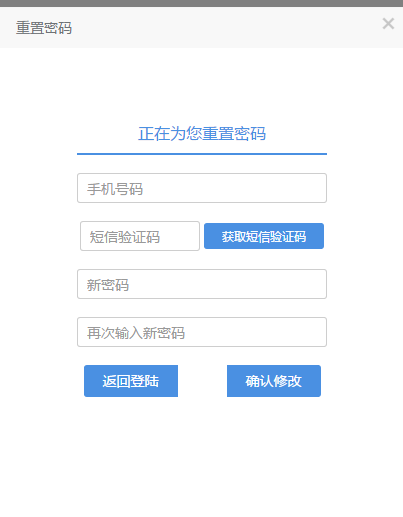 重置密码
正在为您重置密码
手机号码
短信验证码 获取短信验证码
新密码
再次输入新密码
返回登陆 确认修改